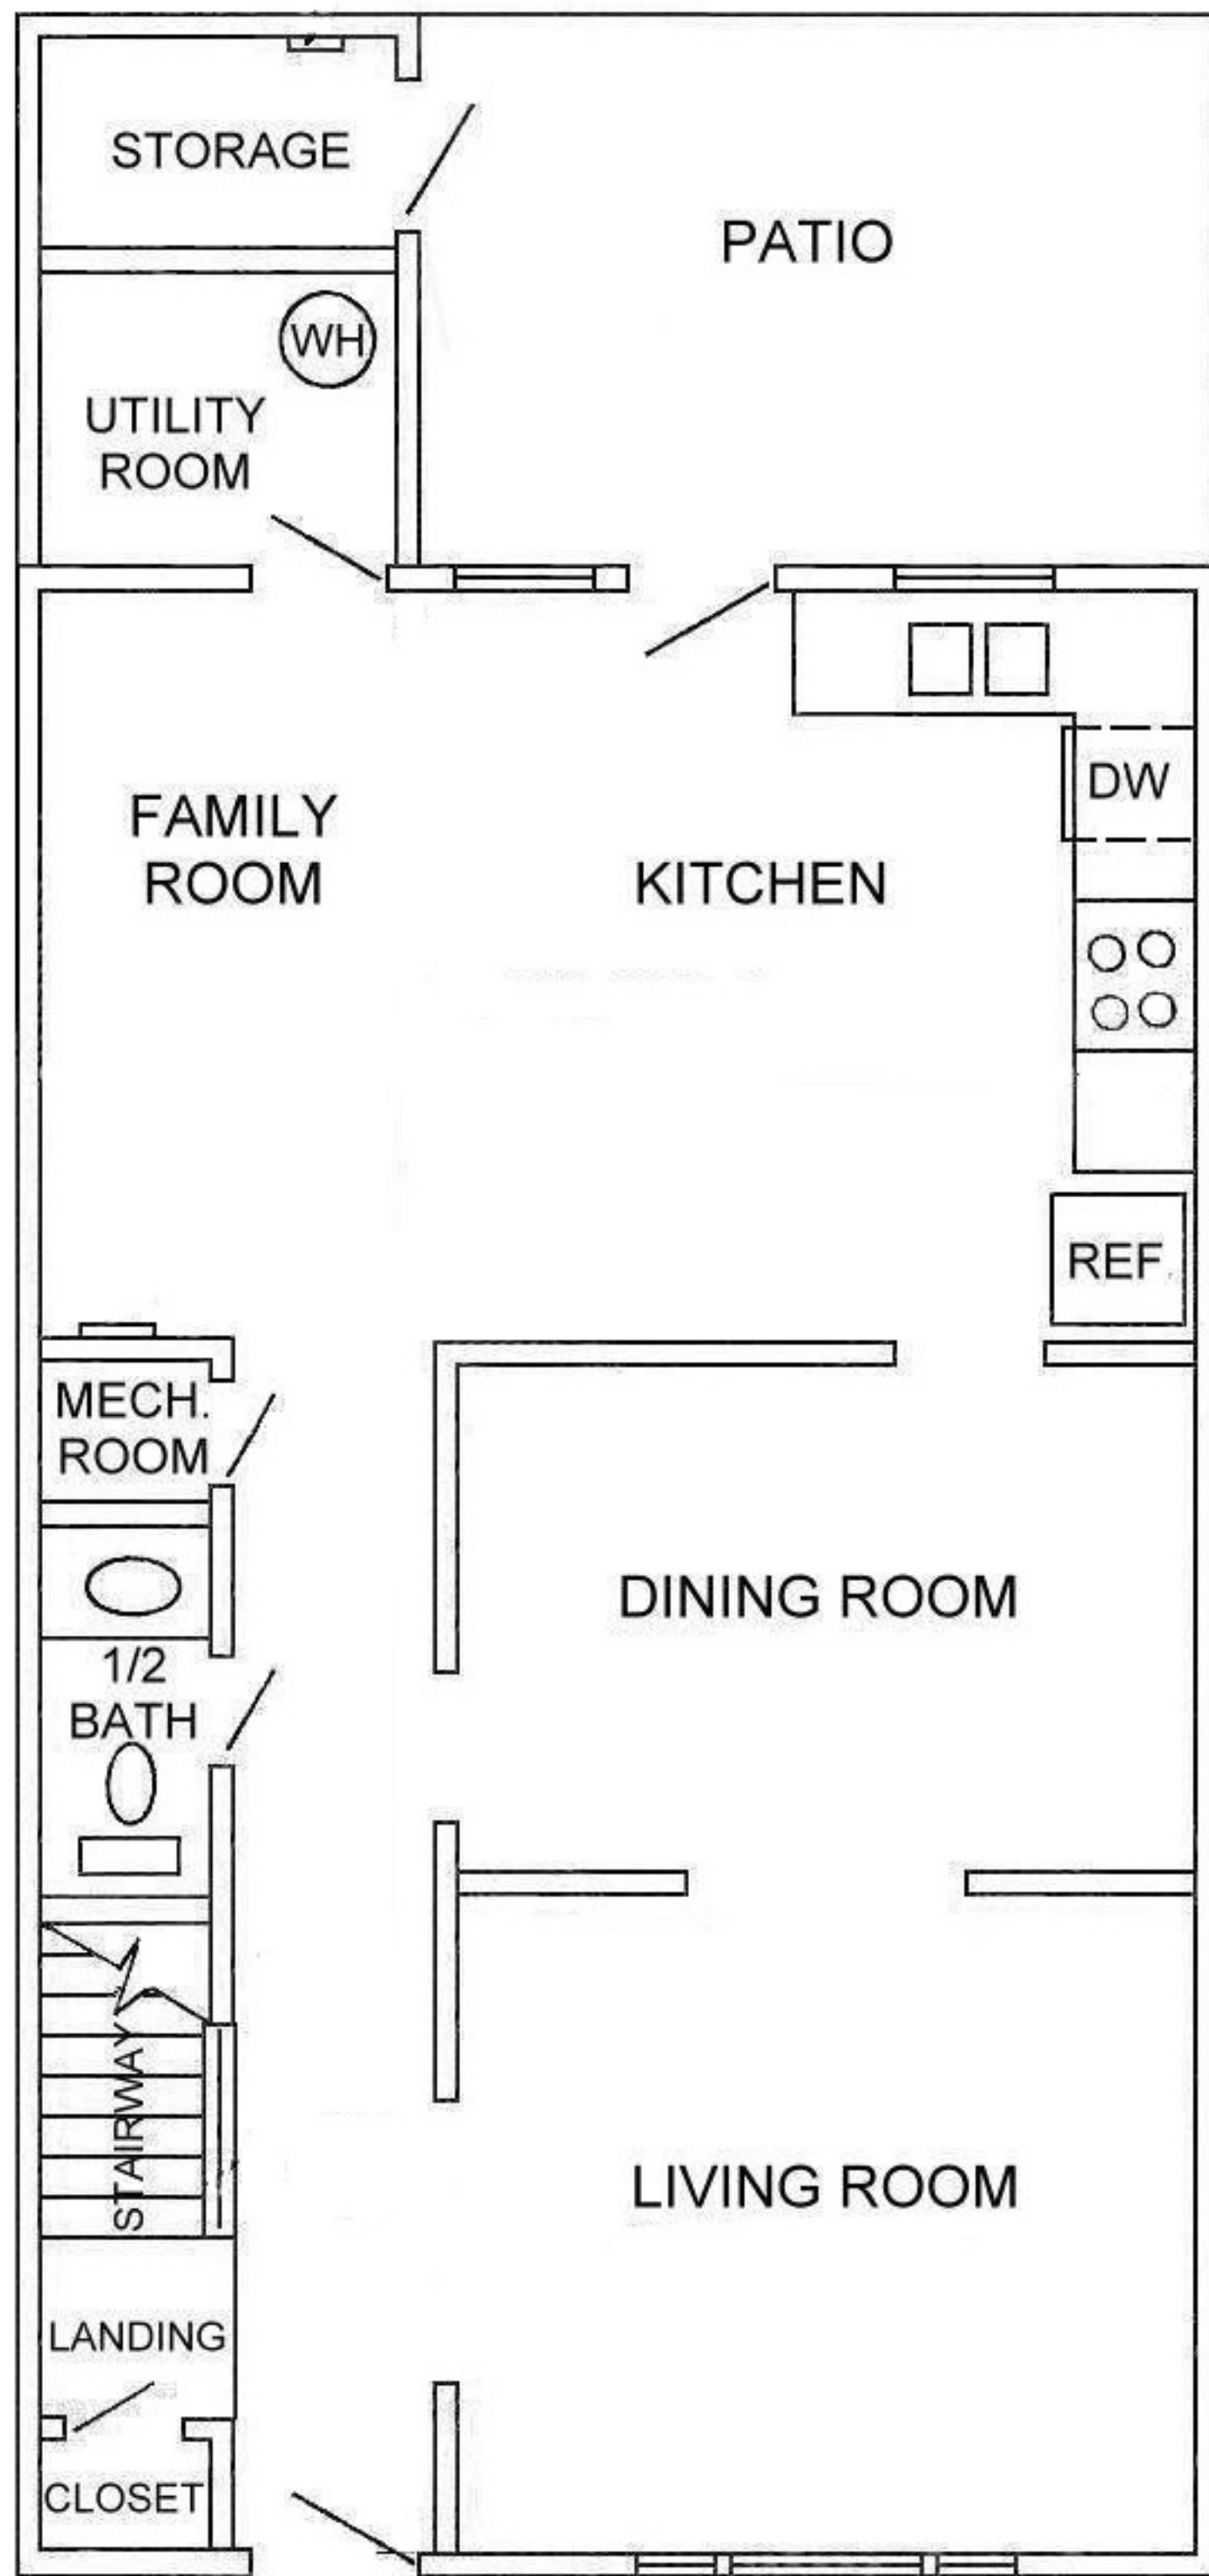 STORAGE
PATIO
WH
UTILITY
ROOM
FAMILY
ROOM
KITCHEN
DW
REF
MECH.
ROOM
DINING ROOM
1/2
BATH
STAIRWAY
LIVING ROOM
LANDING
CLOSET